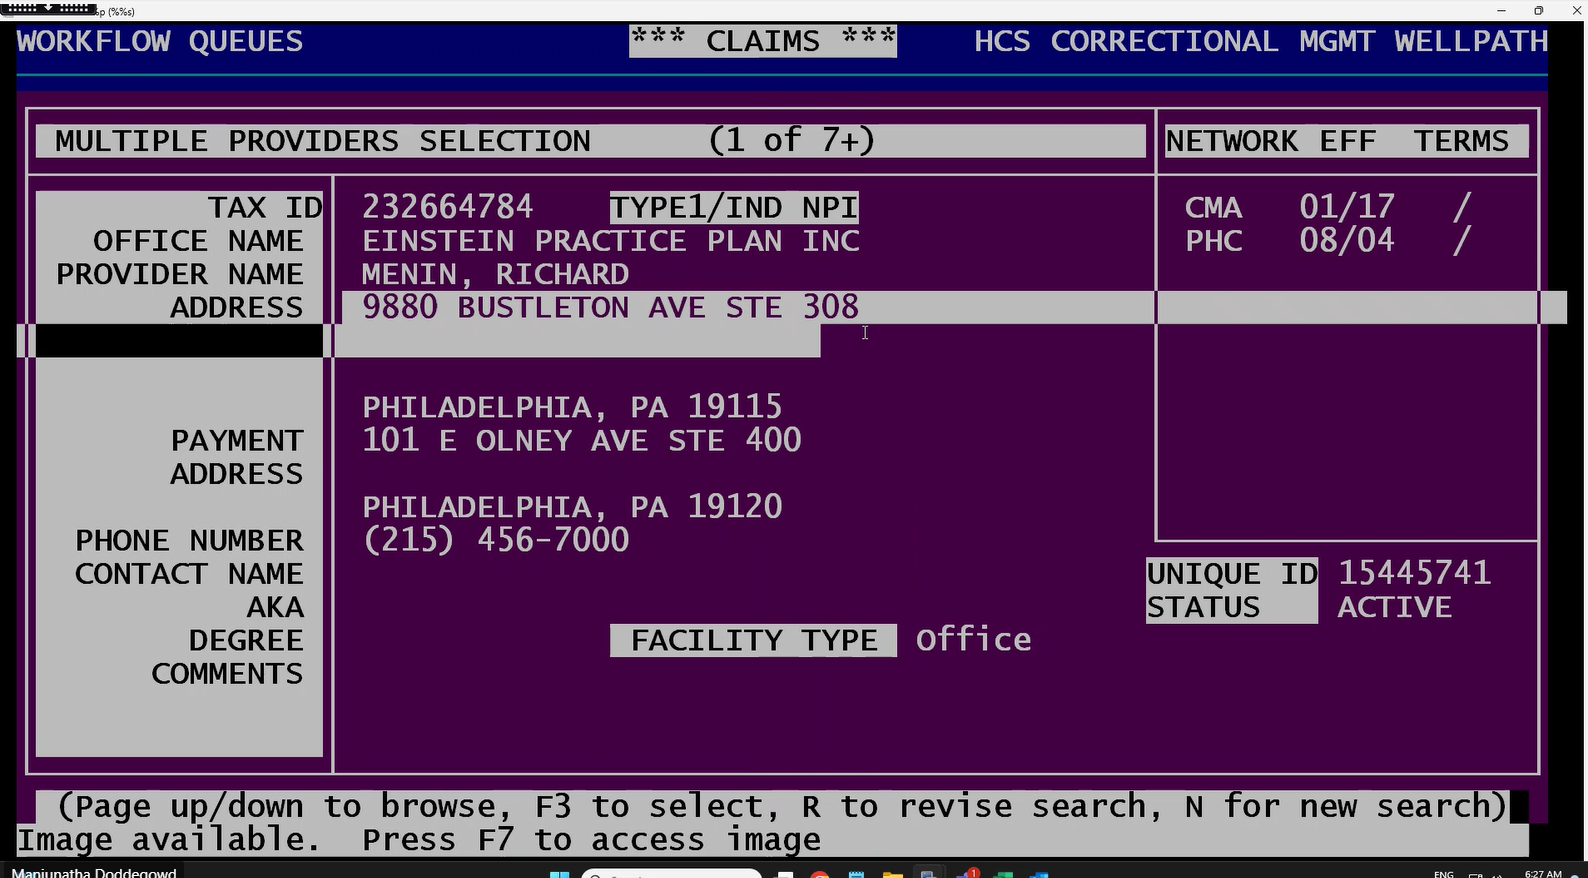 p (%%s)
WORKFLOW QUEUES *** CLAIMS *** HCS CORRECTIONAL MGMT WELLPATH
MULTIPLE PROVIDERS SELECTION (1 of 7+) NETWORK EFF TERMS
TAX ID 232664784 TYPE1/IND NPI CMA 01/17 /
OFFICE NAME EINSTEIN PRACTICE PLAN INC PHC 08/04 /
PROVIDER NAME MENIN, RICHARD
ADDRESS 9880 BUSTLETON AVE STE 308
PHILADELPHIA, PA 19115
PAYMENT 101 E OLNEY AVE STE 400
ADDRESS
PHILADELPHIA, PA 19120
PHONE NUMBER (215) 456-7000
CONTACT NAME UNIQUE ID 15445741
AKA STATUS ACTIVE
DEGREE FACILITY TYPE Office
COMMENTS
(Page up/down to browse, F3 to select, R to revise search, N for new search)
Image available. Press F7 to access image
Manjunatha Doddegowd
1
ENG 6:27 AM